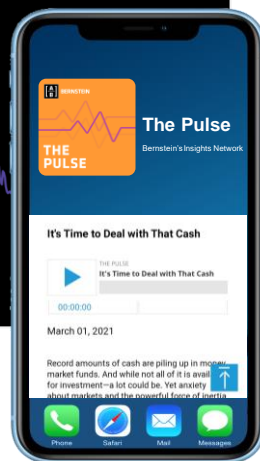 [A B]
BERNSTEIN
THE
PULSE
The Pulse
Bernstein's Insights Network
It's Time to Deal with That Cash
THE PULSE
It's Time to Deal with That Cash
00:00:00
March 01, 2021
Record amounts of cash are piling up in money
market funds. And while not all of it is avail
for investment—a lot could be. Yet anxiety
about markets and the powerful force of inertia
Phone
Safari
Mail
Messages